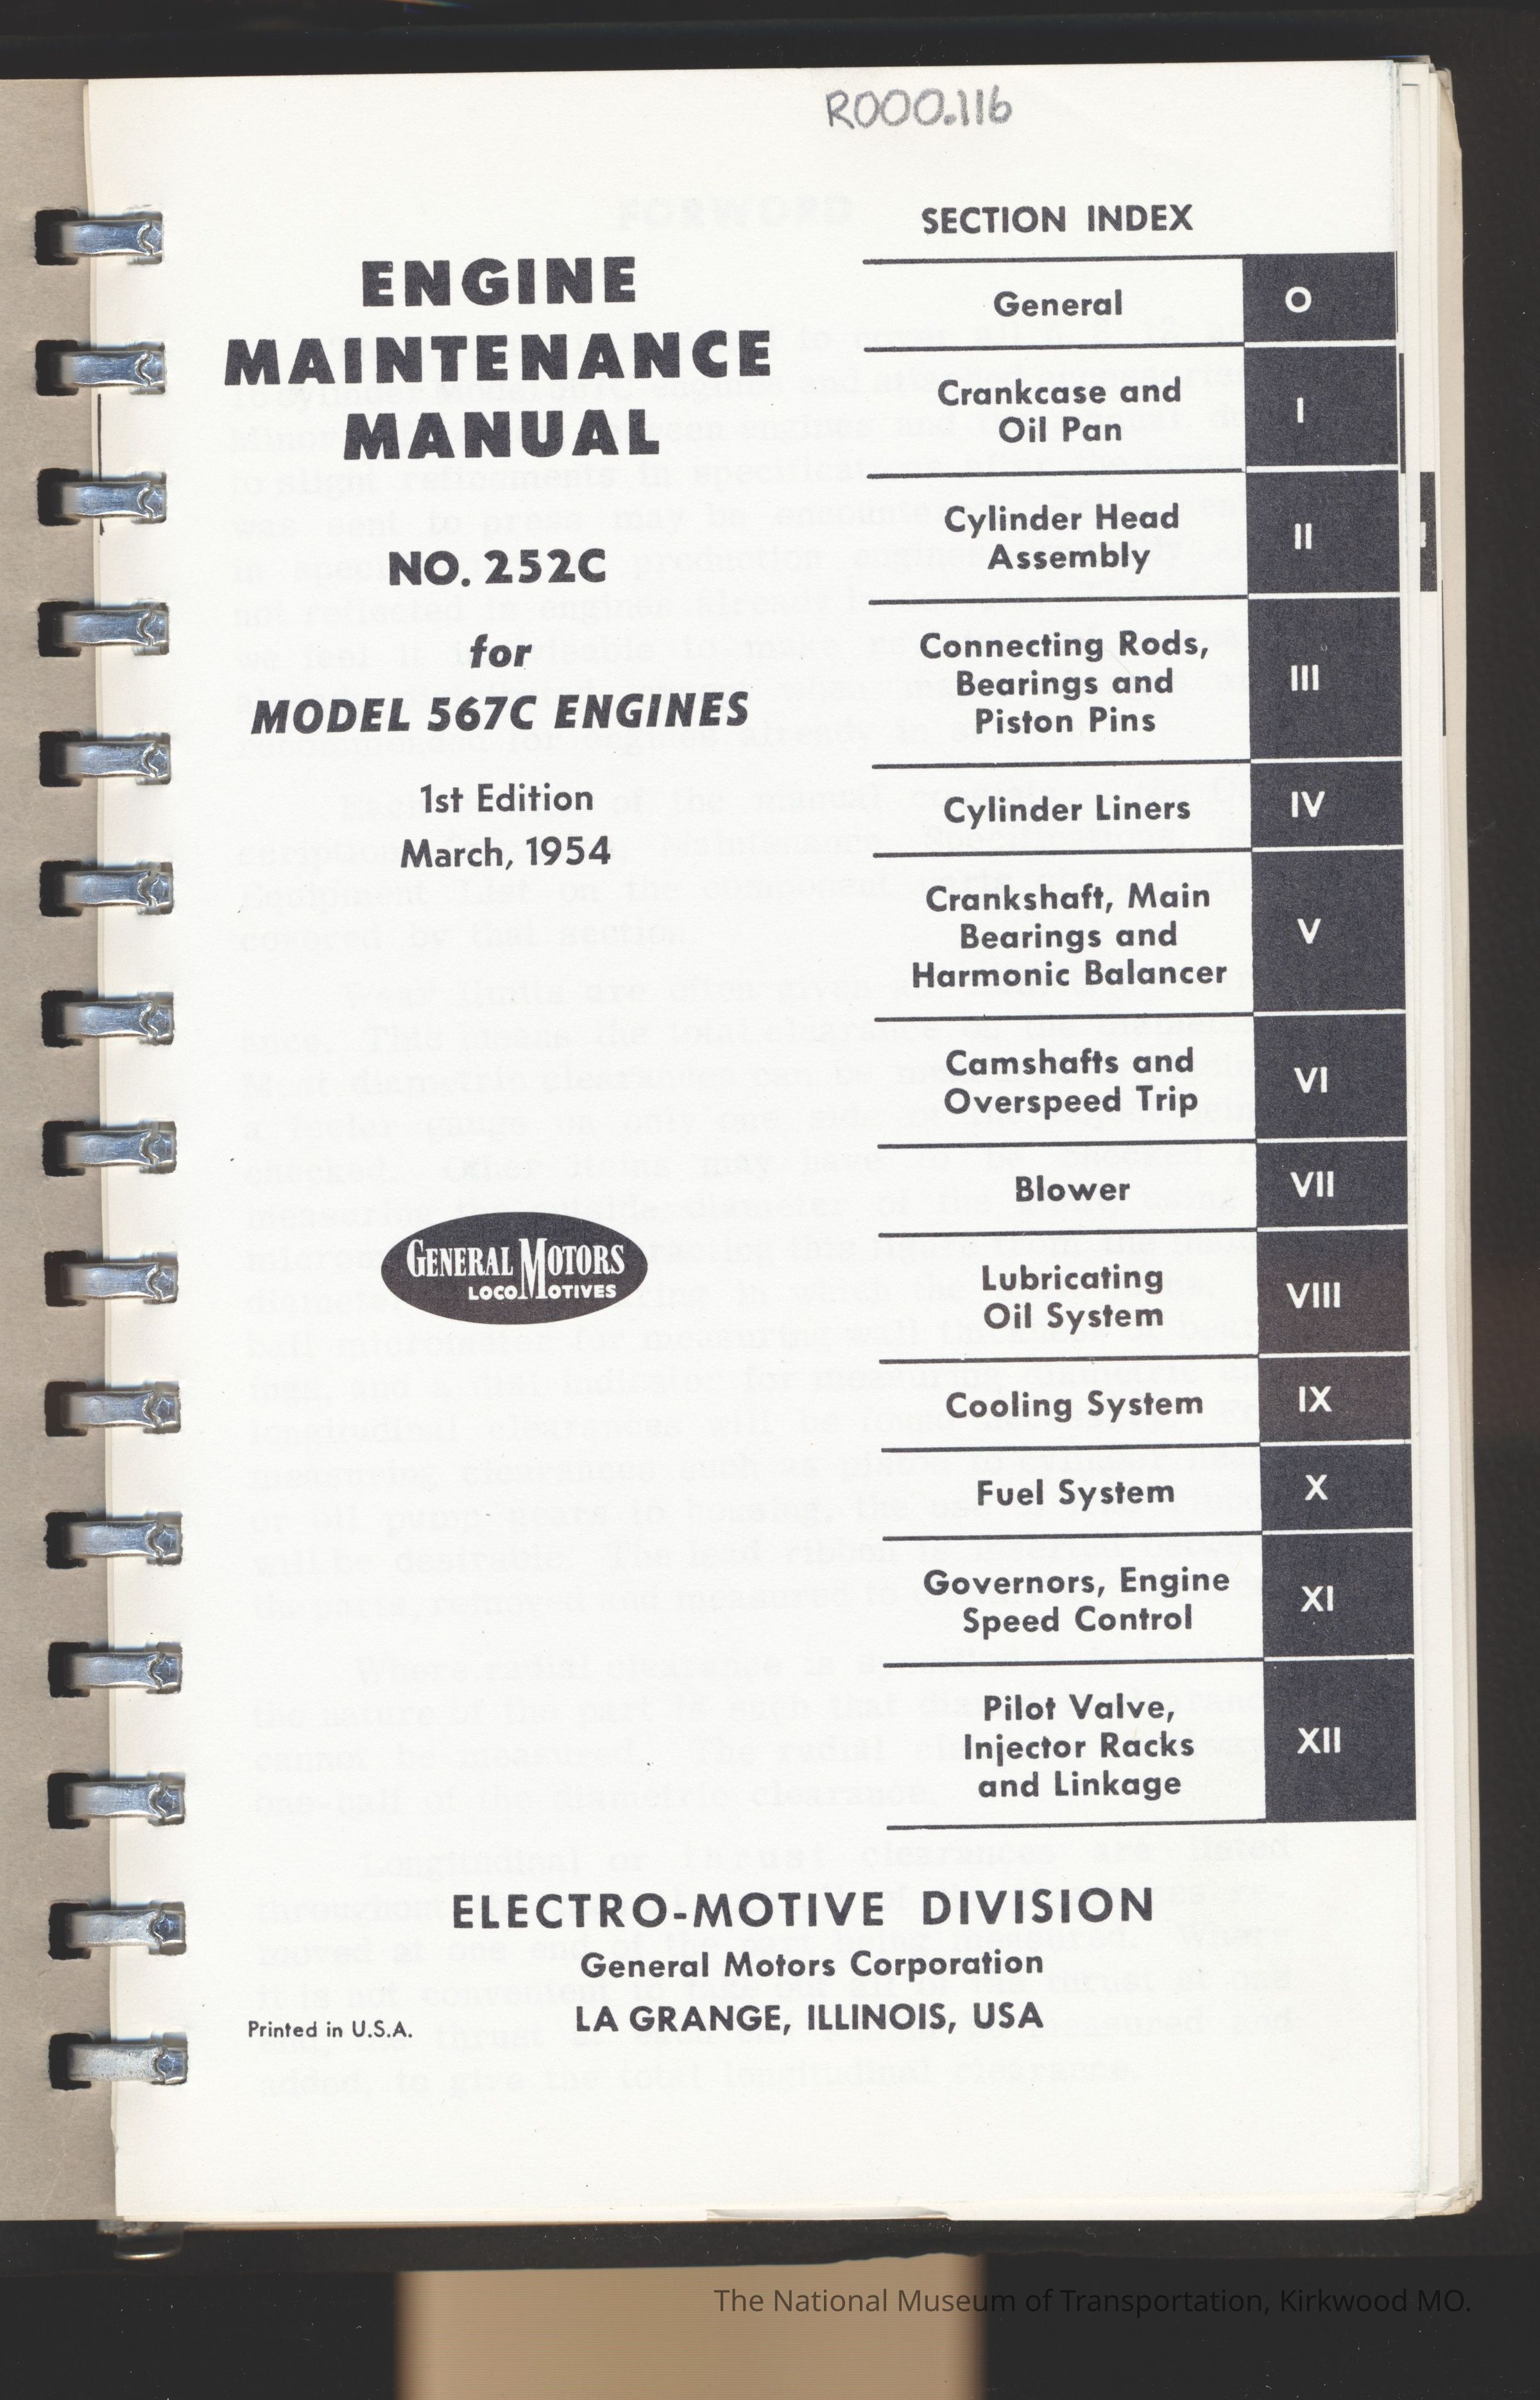 R000.116
ENGINE
MAINTENANCE
MANUAL
NO. 252C
for
MODEL 567C ENGINES
1st Edition
March, 1954
GENERAL MOTORS
LOCOMOTIVES
SECTION INDEX
General O
Crankcase and
Oil Pan I
Cylinder Head
Assembly II
Connecting Rods,
Bearings and
Piston Pins III
Cylinder Liners IV
Crankshaft, Main
Bearings and
Harmonic Balancer V
Camshafts and
Overspeed Trip VI
Blower VII
Lubricating
Oil System VIII
Cooling System IX
Fuel System X
Governors, Engine
Speed Control XI
Pilot Valve,
Injector Racks
and Linkage XII
ELECTRO-MOTIVE DIVISION
General Motors Corporation
LA GRANGE, ILLINOIS, USA
Printed in U.S.A.
The National Museum of Transportation, Kirkwood MO.